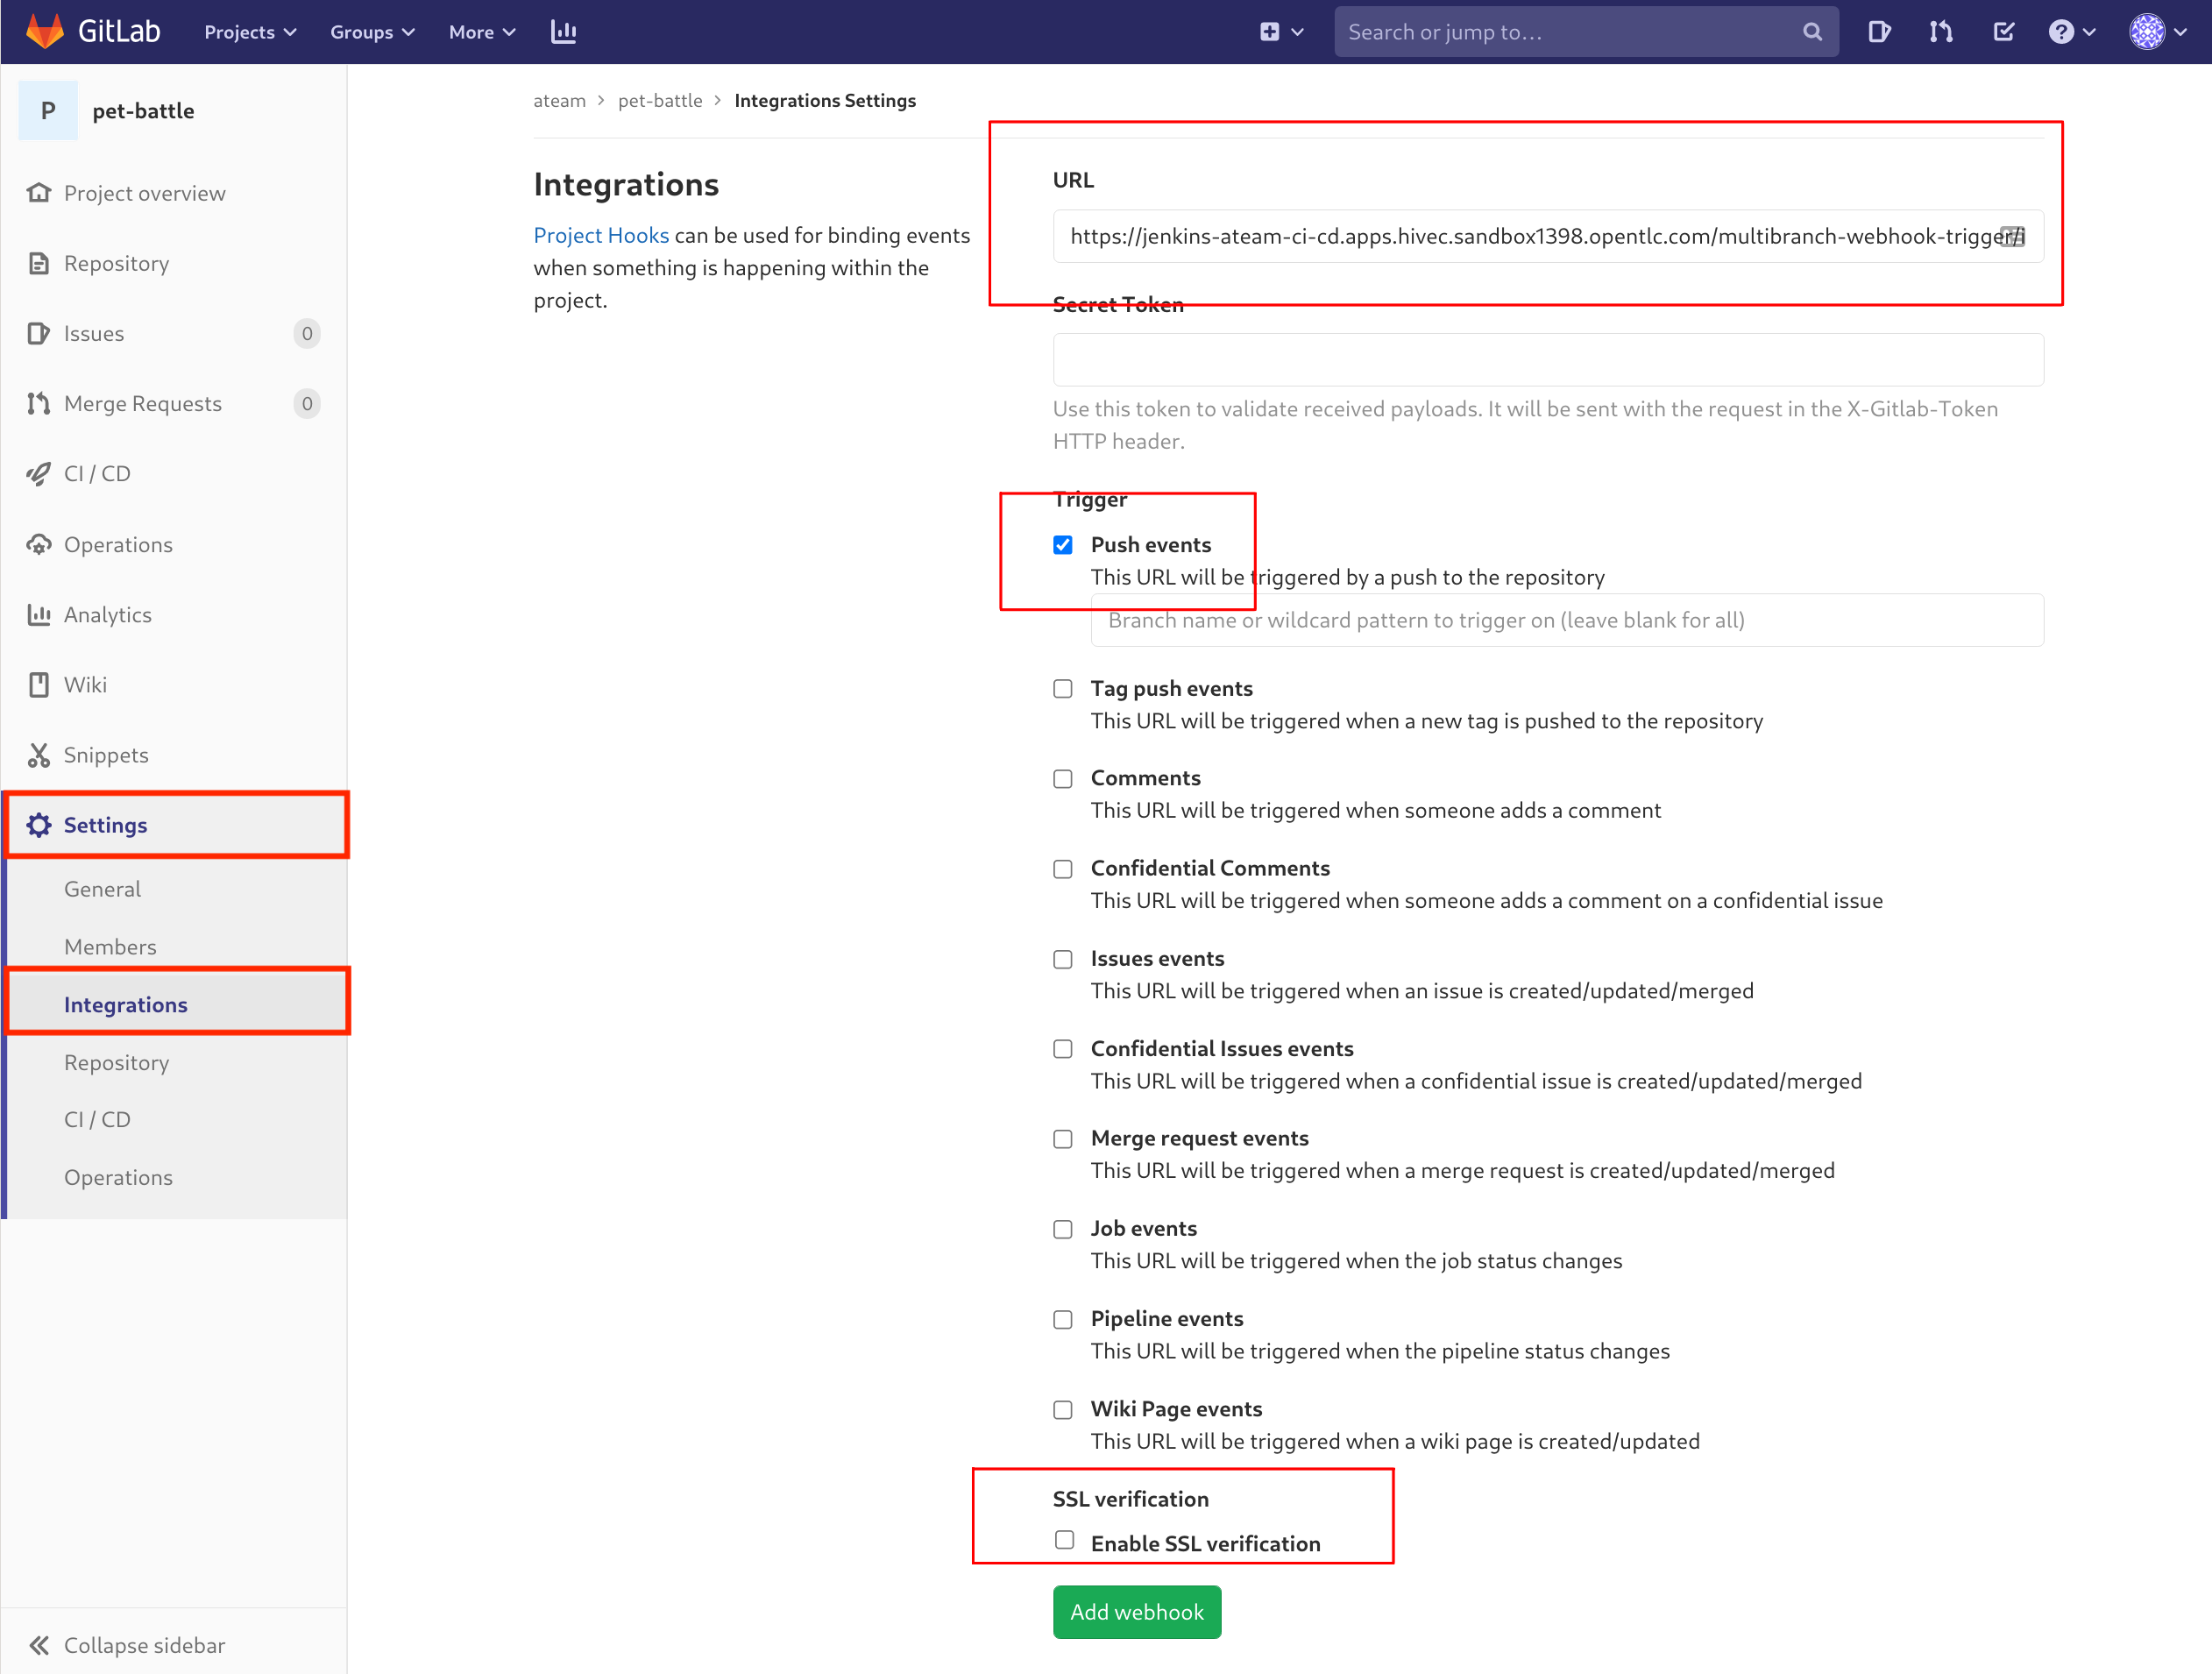 GitLab
Projects
Groups
More
Search or jump to...
P
pet-battle
Project overview
Repository
Issues
0
Merge Requests
0
CI / CD
Operations
Analytics
Wiki
Snippets
Settings
General
Members
Integrations
Repository
CI / CD
Operations
Collapse sidebar
ateam > pet-battle > Integrations Settings
Integrations
Project Hooks can be used for binding events
when something is happening within the
project.
URL
https://jenkins-ateam-ci-cd.apps.hivec.sandbox1398.opentlc.com/multibranch-webhook-trigger/i
Secret Token
Use this token to validate received payloads. It will be sent with the request in the X-Gitlab-Token
HTTP header.
Trigger
Push events
This URL will be triggered by a push to the repository
Branch name or wildcard pattern to trigger on (leave blank for all)
Tag push events
This URL will be triggered when a new tag is pushed to the repository
Comments
This URL will be triggered when someone adds a comment
Confidential Comments
This URL will be triggered when someone adds a comment on a confidential issue
Issues events
This URL will be triggered when an issue is created/updated/merged
Confidential Issues events
This URL will be triggered when a confidential issue is created/updated/merged
Merge request events
This URL will be triggered when a merge request is created/updated/merged
Job events
This URL will be triggered when the job status changes
Pipeline events
This URL will be triggered when the pipeline status changes
Wiki Page events
This URL will be triggered when a wiki page is created/updated
SSL verification
Enable SSL verification
Add webhook